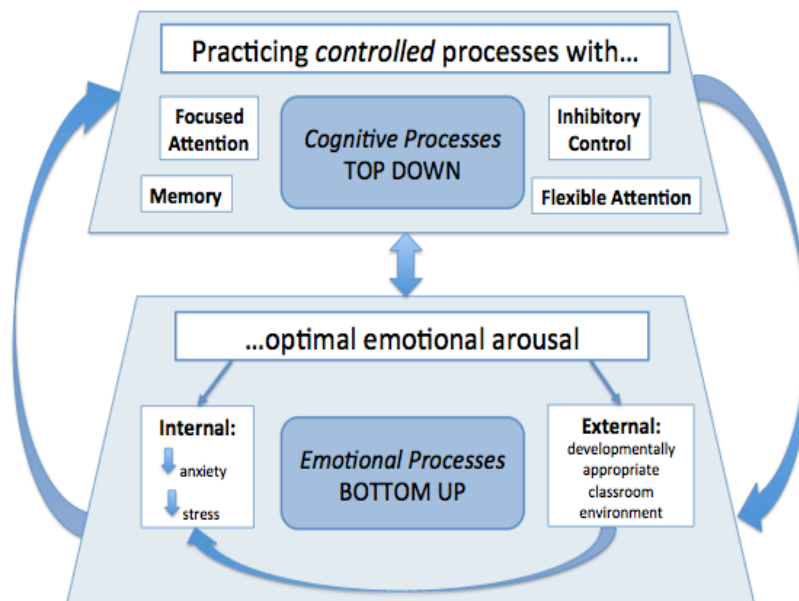 Practicing controlled processes with...
Focused
Attention
Memory
Cognitive Processes
TOP DOWN
Inhibitory
Control
Flexible Attention
...optimal emotional arousal
Internal:
anxiety
stress
Emotional Processes
BOTTOM UP
External:
developmentally
appropriate
classroom
environment